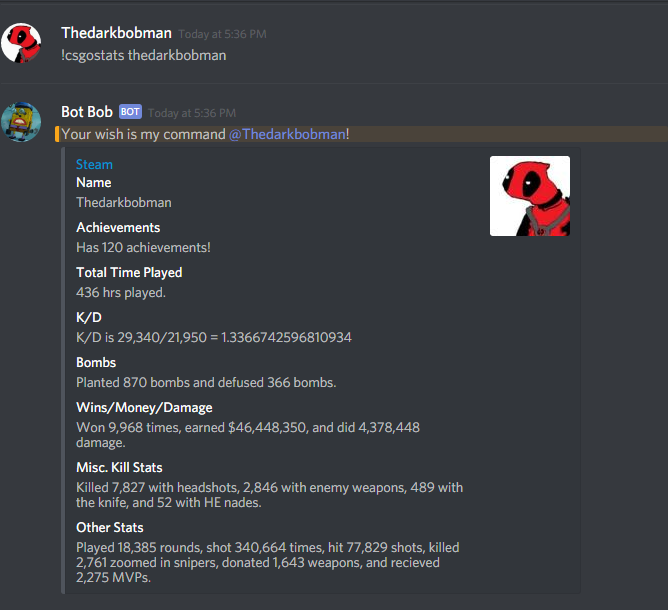 Thedarkbobman Today at 5:36 PM
!csgostats thedarkbobman
Bot Bob BOT Today at 5:36 PM
Your wish is my command @Thedarkbobman!
Steam
Name
Thedarkbobman
Achievements
Has 120 achievements!
Total Time Played
436 hrs played.
K/D
K/D is 29,340/21,950 = 1.3366742596810934
Bombs
Planted 870 bombs and defused 366 bombs.
Wins/Money/Damage
Won 9,968 times, earned $46,448,350, and did 4,378,448
damage.
Misc. Kill Stats
Killed 7,827 with headshots, 2,846 with enemy weapons, 489 with
the knife, and 52 with HE nades.
Other Stats
Played 18,385 rounds, shot 340,664 times, hit 77,829 shots, killed
2,761 zoomed in snipers, donated 1,643 weapons, and recieved
2,275 MVPs.